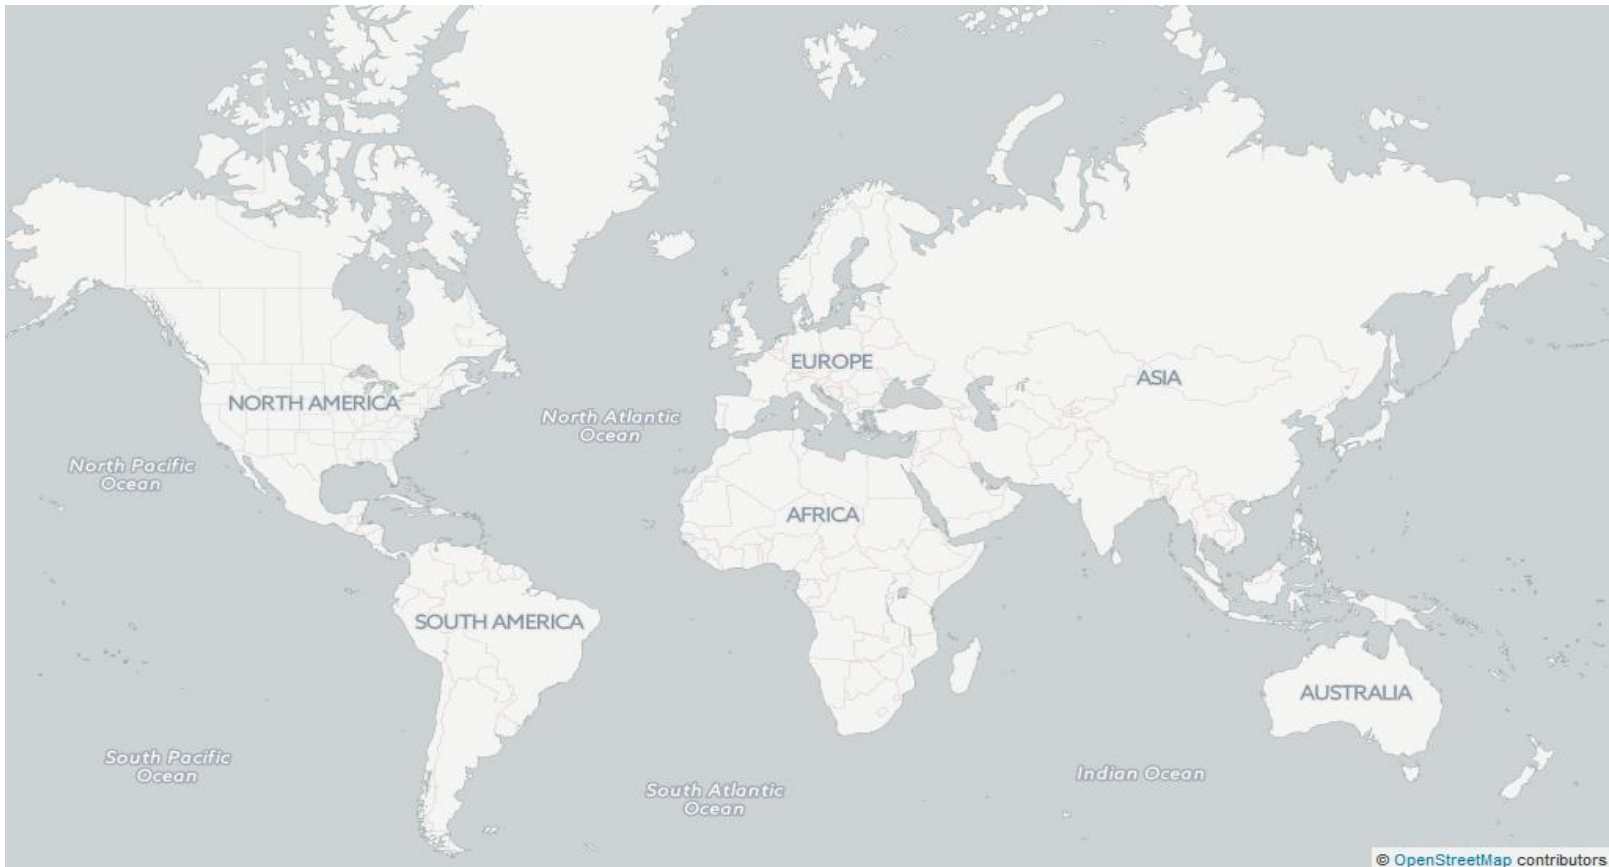 EUROPE
ASIA
NORTH AMERICA
North Atlantic
Ocean
North Pacific
Ocean
AFRICA
SOUTH AMERICA
AUSTRALIA
South Pacific
Ocean
Indian Ocean
South Atlantic
Ocean
© OpenStreetMap contributors